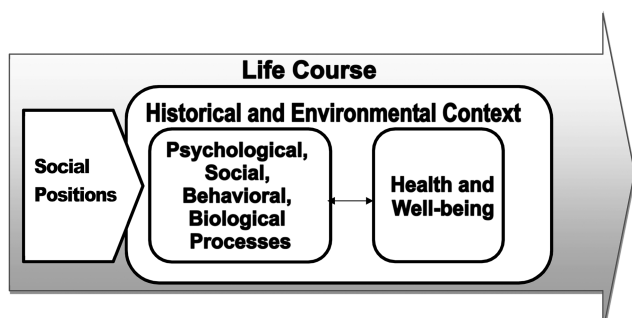 Life Course
Historical and Environmental Context
Social
Positions
Psychological,
Social,
Behavioral,
Biological
Processes
Health and
Well-being